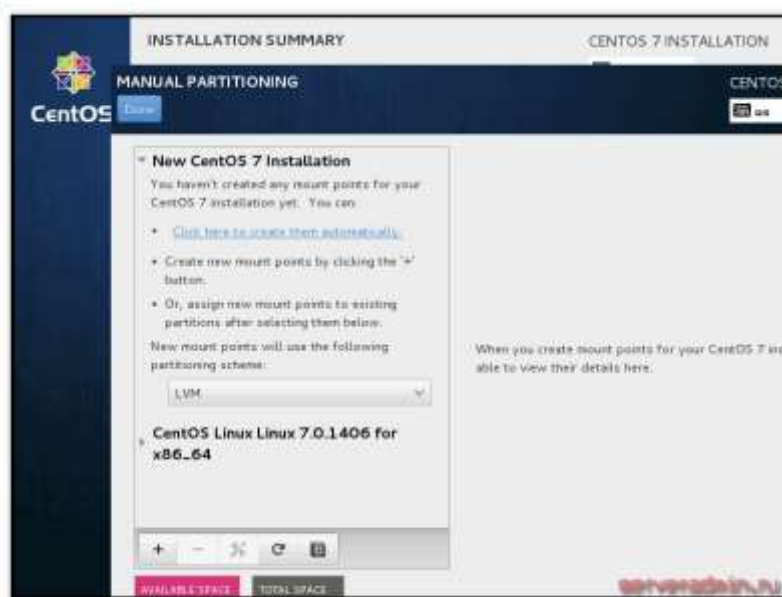 INSTALLATION SUMMARY
CENTOS 7 INSTALLATION
MANUAL PARTITIONING
CENTOS
Done
CentOS
us
New CentOS 7 Installation
You haven't created any mount points for your
CentOS 7 installation yet. You can
Click here to create them automatically.
Create new mount points by clicking the '+'
button.
Or, assign new mount points to existing
partitions after selecting them below.
New mount points will use the following
partitioning scheme:
LVM
CentOS Linux Linux 7.0.1406 for
x86_64
When you create mount points for your CentOS 7 ins
able to view their details here.
+
-
AVAILABLE SPACE
TOTAL SPACE
serveradmin.ru